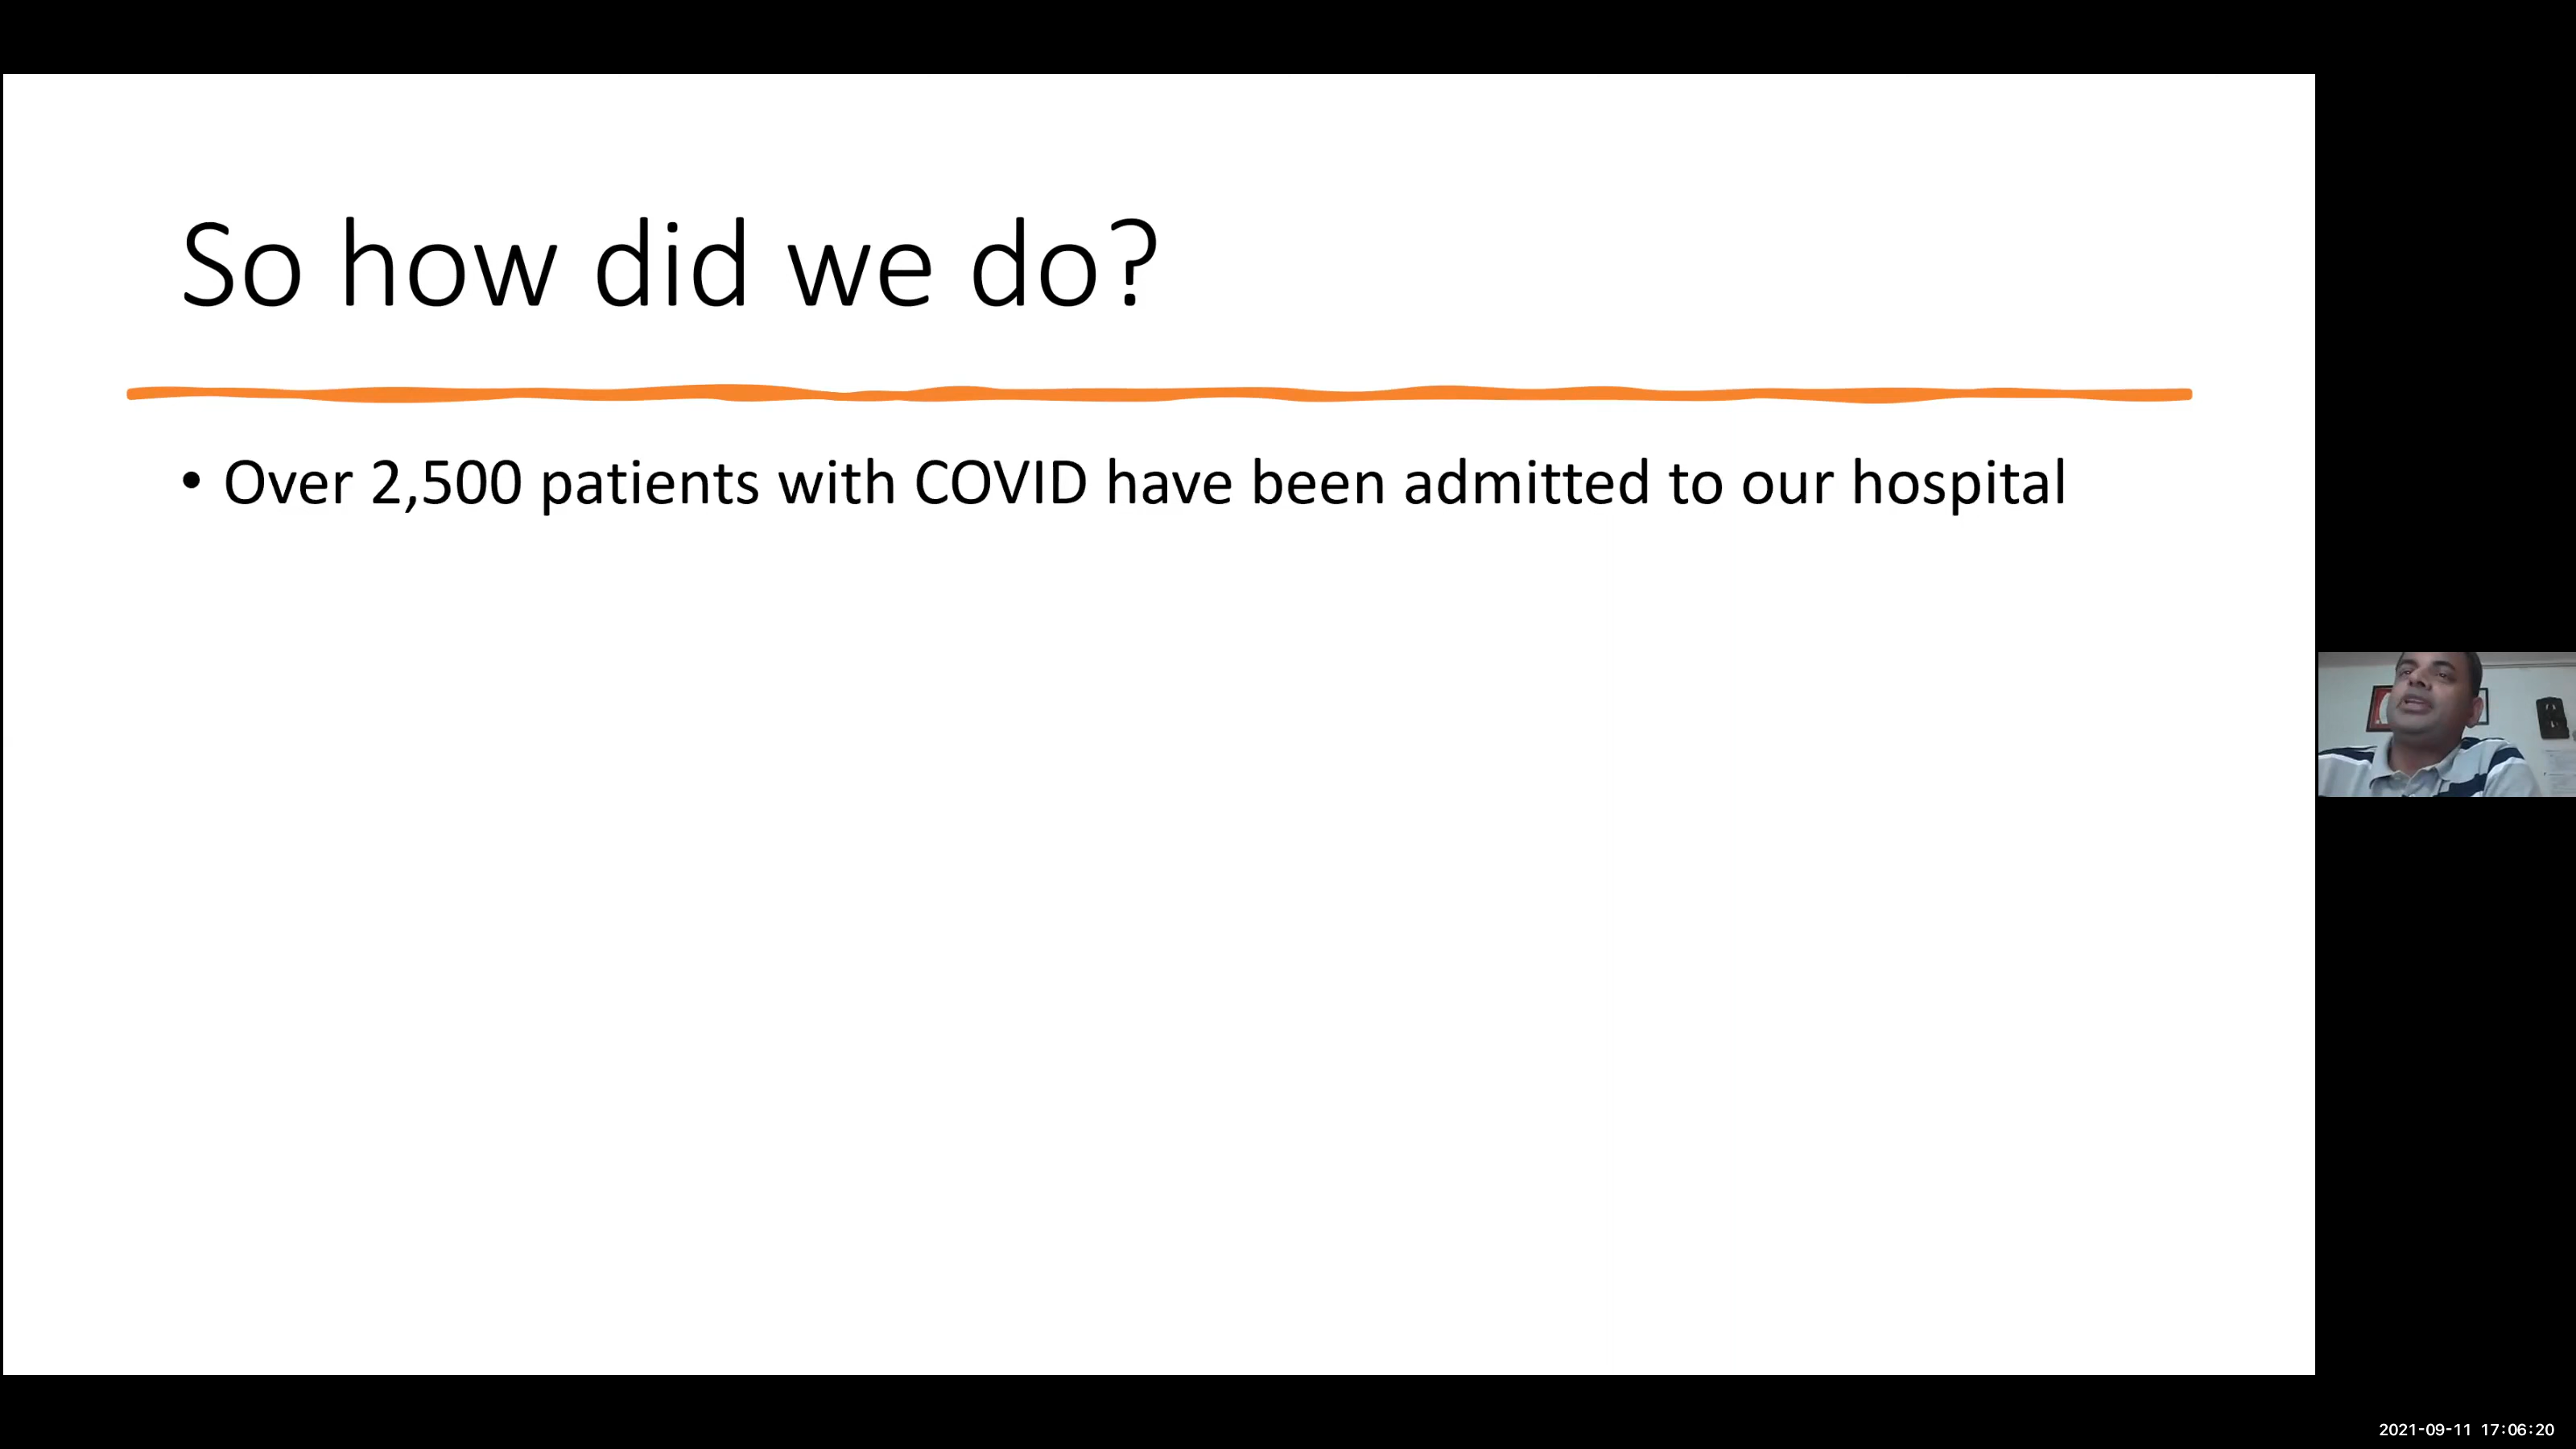 So how did we do?
• Over 2,500 patients with COVID have been admitted to our hospital
2021-09-11 17:06:20